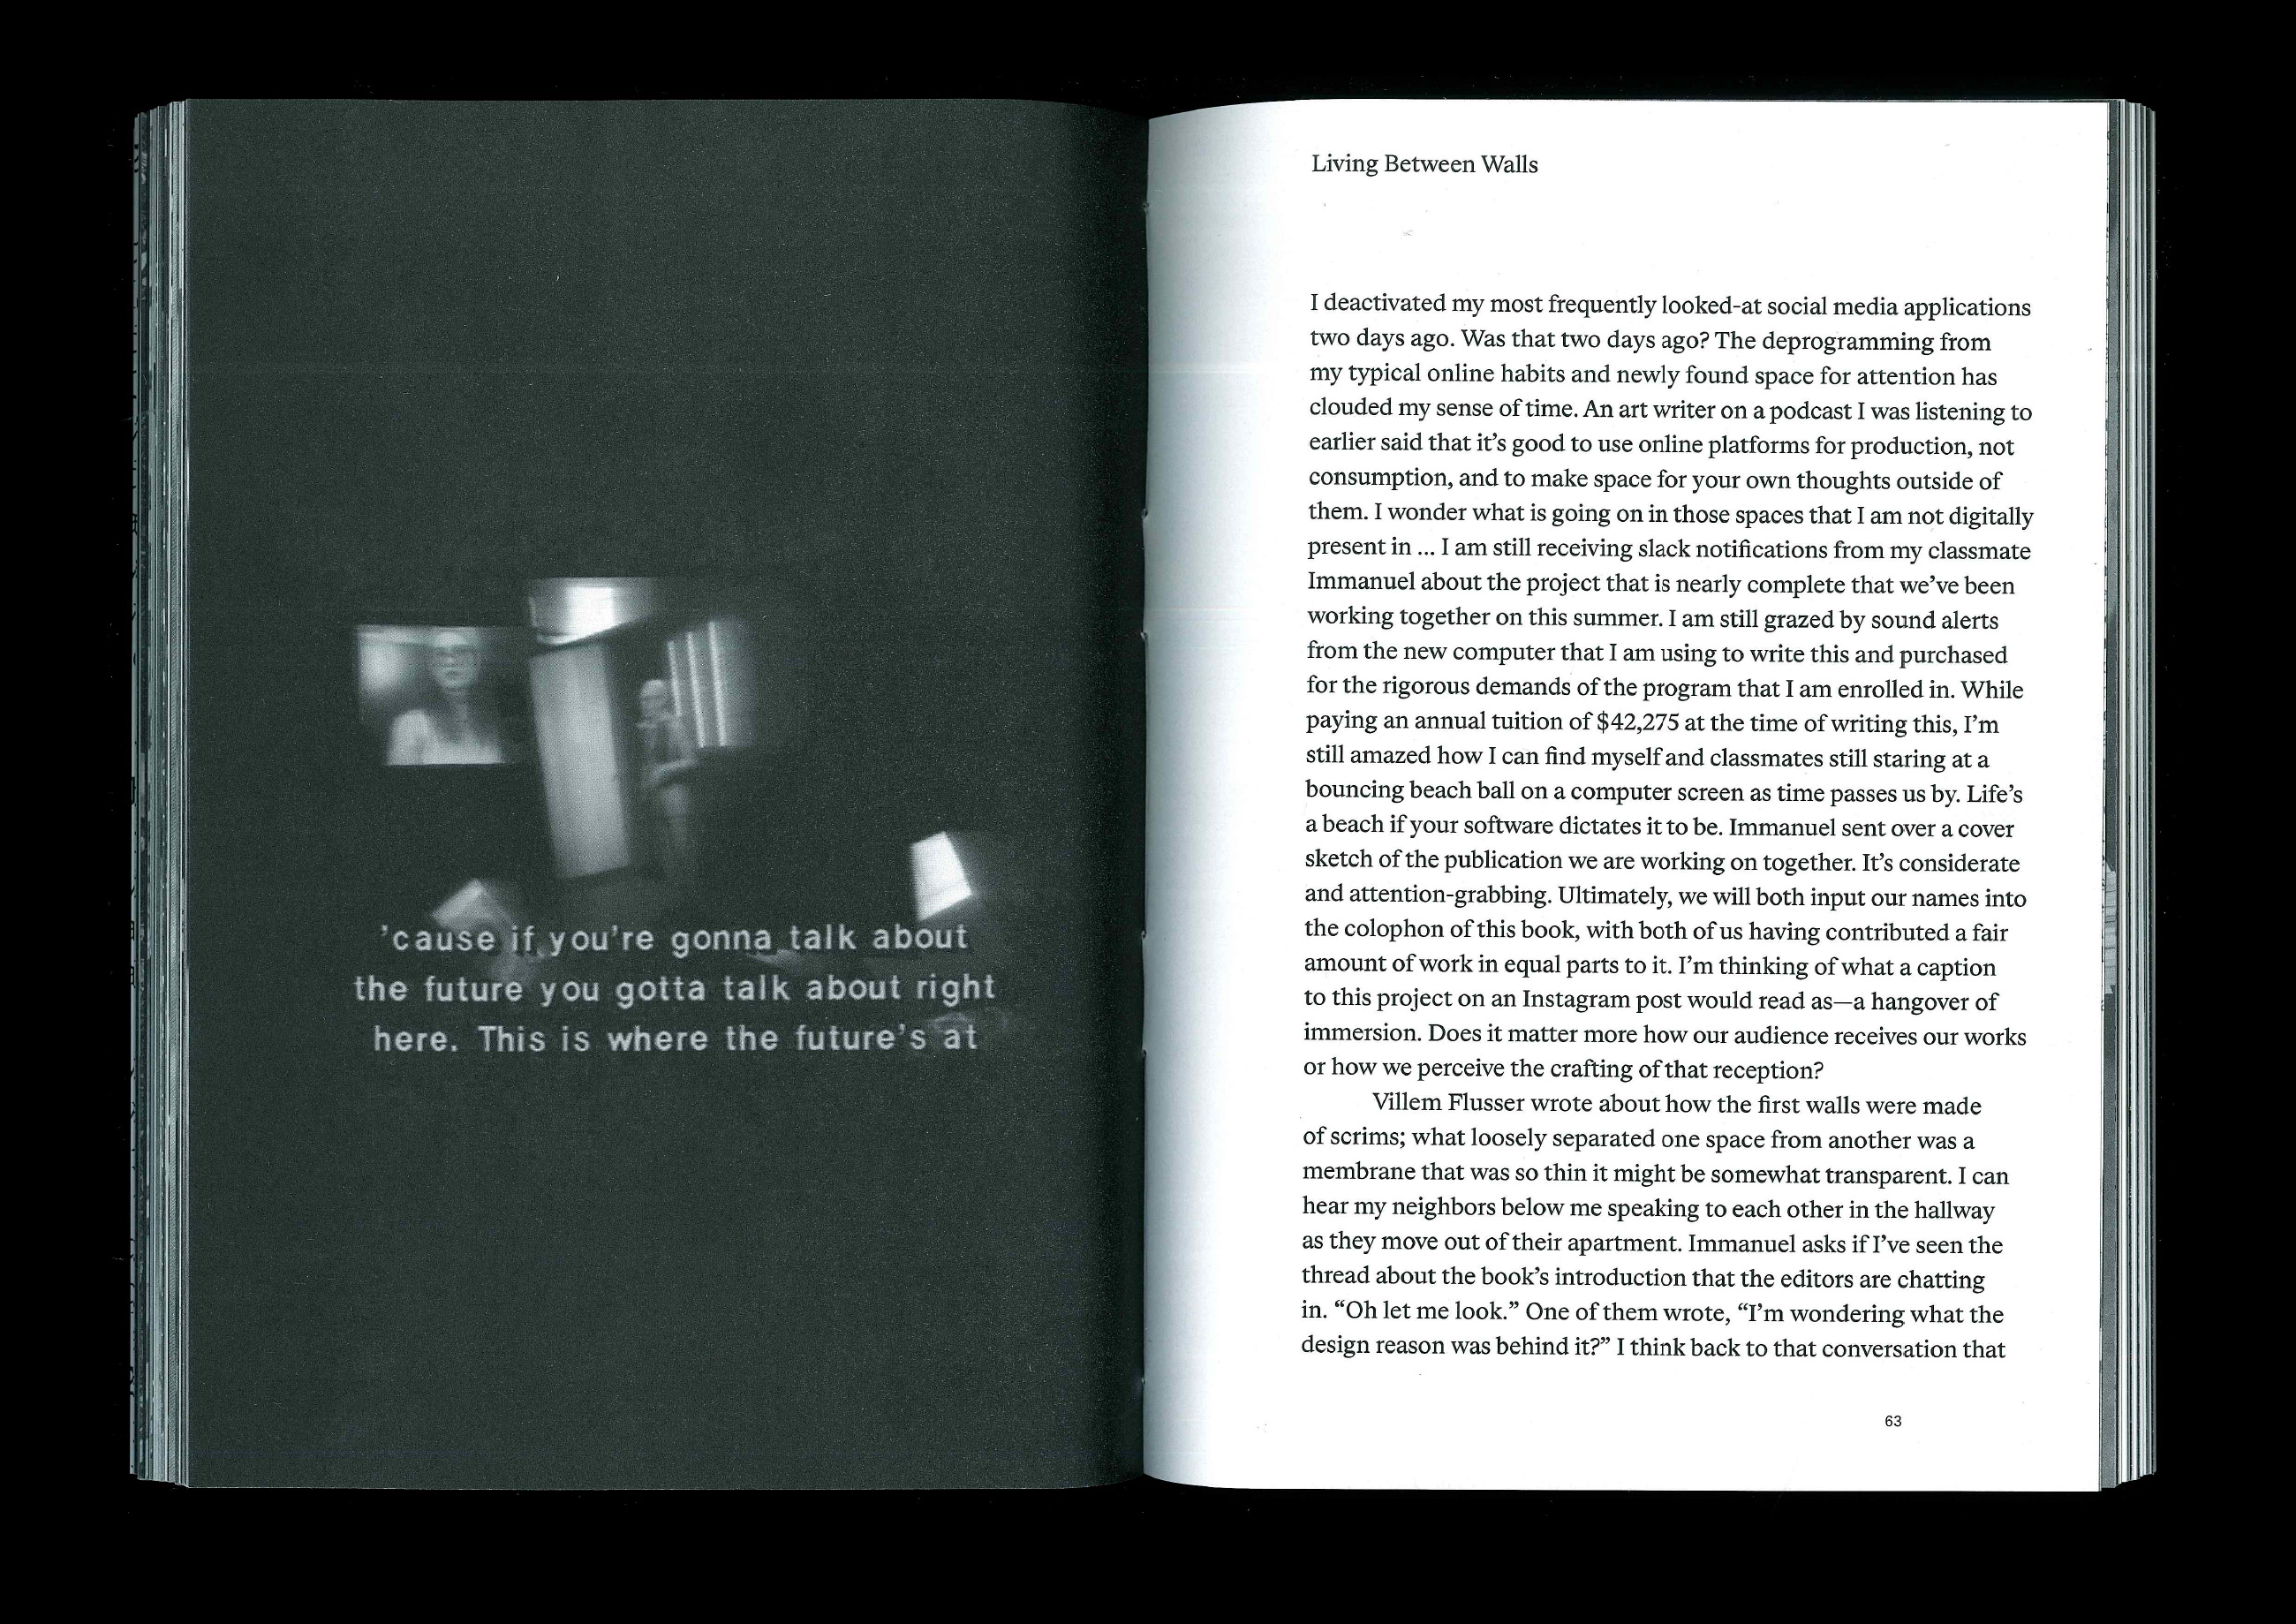 'cause if you're gonna talk about
the future you gotta talk about right
here. This is where the future's at
Living Between Walls
I deactivated my most frequently looked-at social media applications
two days ago. Was that two days ago? The deprogramming from
my typical online habits and newly found space for attention has
clouded my sense of time. An art writer on a podcast I was listening to
earlier said that it’s good to use online platforms for production, not
consumption, and to make space for your own thoughts outside of
them. I wonder what is going on in those spaces that I am not digitally
present in ... I am still receiving slack notifications from my classmate
Immanuel about the project that is nearly complete that we’ve been
working together on this summer. I am still grazed by sound alerts
from the new computer that I am using to write this and purchased
for the rigorous demands of the program that I am enrolled in. While
paying an annual tuition of $42,275 at the time of writing this, I’m
still amazed how I can find myself and classmates still staring at a
bouncing beach ball on a computer screen as time passes us by. Life’s
a beach if your software dictates it to be. Immanuel sent over a cover
sketch of the publication we are working on together. It’s considerate
and attention-grabbing. Ultimately, we will both input our names into
the colophon of this book, with both of us having contributed a fair
amount of work in equal parts to it. I’m thinking of what a caption
to this project on an Instagram post would read as—a hangover of
immersion. Does it matter more how our audience receives our works
or how we perceive the crafting of that reception?
Villem Flusser wrote about how the first walls were made
of scrims; what loosely separated one space from another was a
membrane that was so thin it might be somewhat transparent. I can
hear my neighbors below me speaking to each other in the hallway
as they move out of their apartment. Immanuel asks if I’ve seen the
thread about the book’s introduction that the editors are chatting
in. “Oh let me look.” One of them wrote, “I’m wondering what the
design reason was behind it?” I think back to that conversation that
63